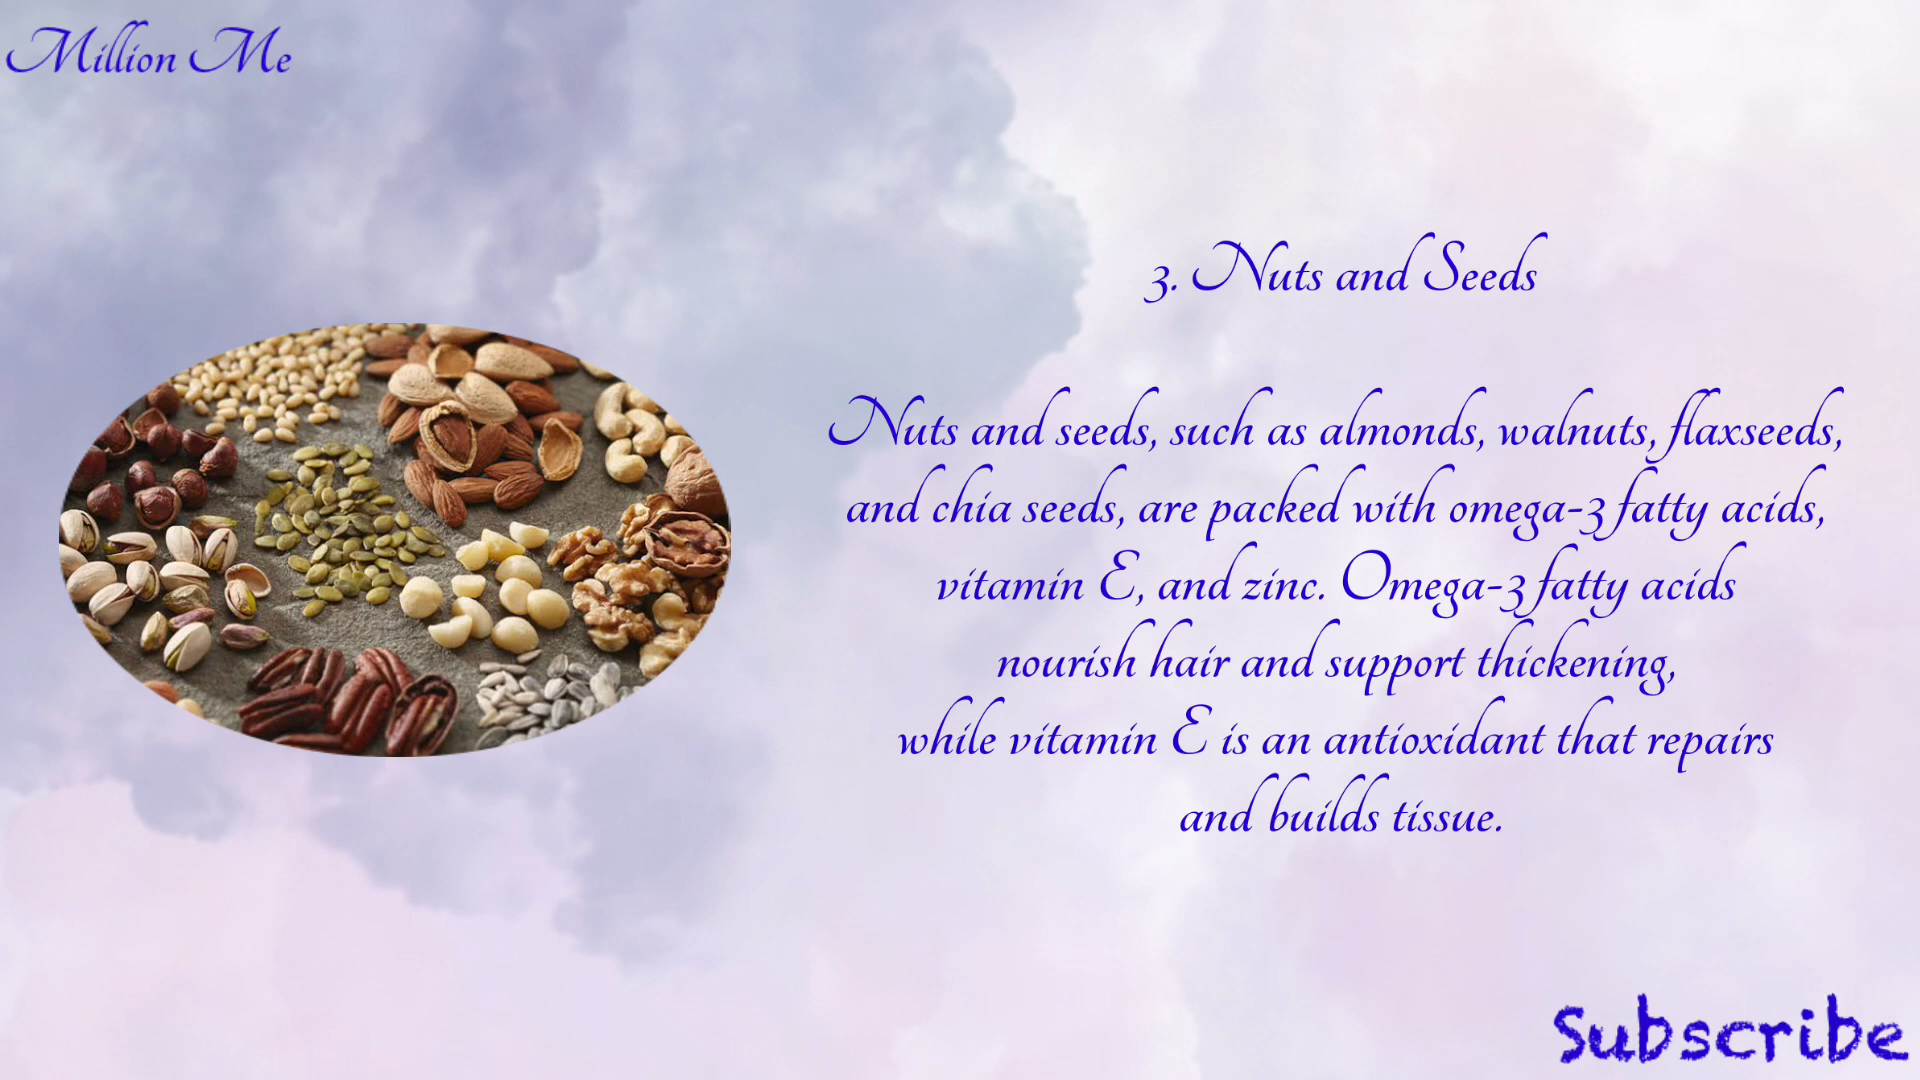 Million Me
3. Nuts and Seeds
Nuts and seeds, such as almonds, walnuts, flaxseeds,
and chia seeds, are packed with omega-3 fatty acids,
vitamin E, and zinc. Omega-3 fatty acids
nourish hair and support thickening,
while vitamin E is an antioxidant that repairs
and builds tissue.
Subscribe